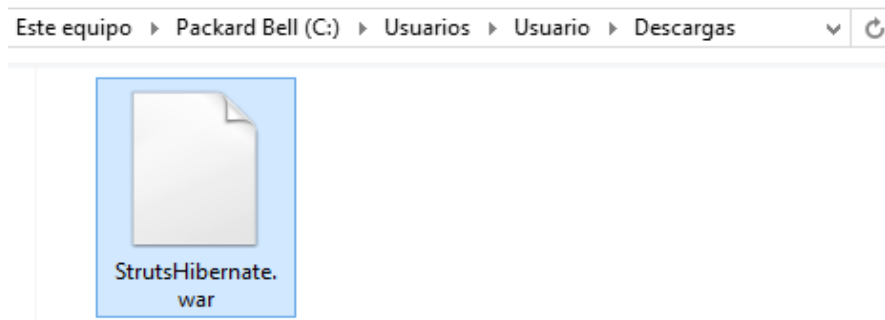 Este equipo ▸ Packard Bell (C:) ▸ Usuarios ▸ Usuario ▸ Descargas
StrutsHibernate.
war